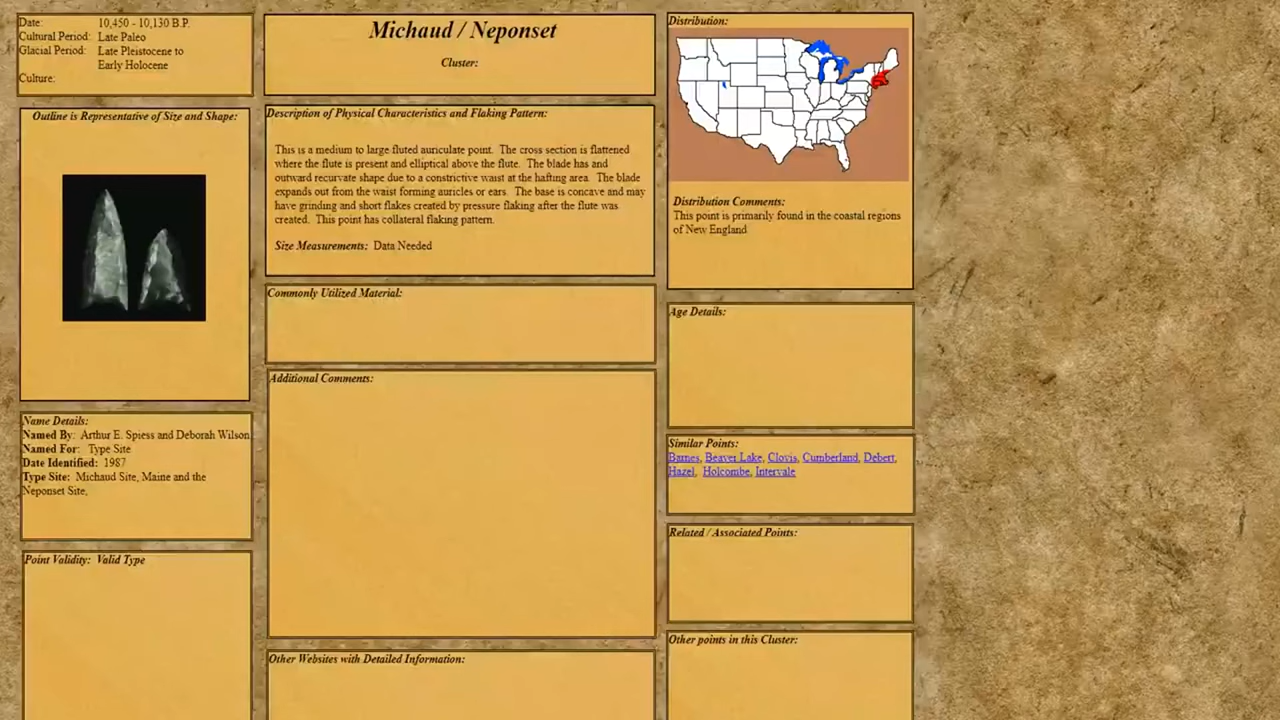 Date: 10,450 - 10,130 B.P.
Cultural Period: Late Paleo
Glacial Period: Late Pleistocene to
Early Holocene
Culture:
Outline is Representative of Size and Shape:
Name Details:
Named By: Arthur E. Spiess and Deborah Wilson
Named For: Type Site
Date Identified: 1987
Type Site: Michaud Site, Maine and the
Neponset Site,
Point Validity: Valid Type
Michaud / Neponset
Cluster:
Description of Physical Characteristics and Flaking Pattern:
This is a medium to large fluted auriculate point. The cross section is flattened
where the flute is present and elliptical above the flute. The blade has and
outward recurvate shape due to a constrictive waist at the hafting area. The blade
expands out from the waist forming auricles or ears. The base is concave and may
have grinding and short flakes created by pressure flaking after the flute was
created. This point has collateral flaking pattern.
Size Measurements: Data Needed
Commonly Utilized Material:
Additional Comments:
Other Websites with Detailed Information:
Distribution:
Distribution Comments:
This point is primarily found in the coastal regions
of New England
Age Details:
Similar Points:
Barnes, Beaver Lake, Clovis, Cumberland, Debert,
Hazel, Holcombe, Intervale
Related / Associated Points:
Other points in this Cluster: